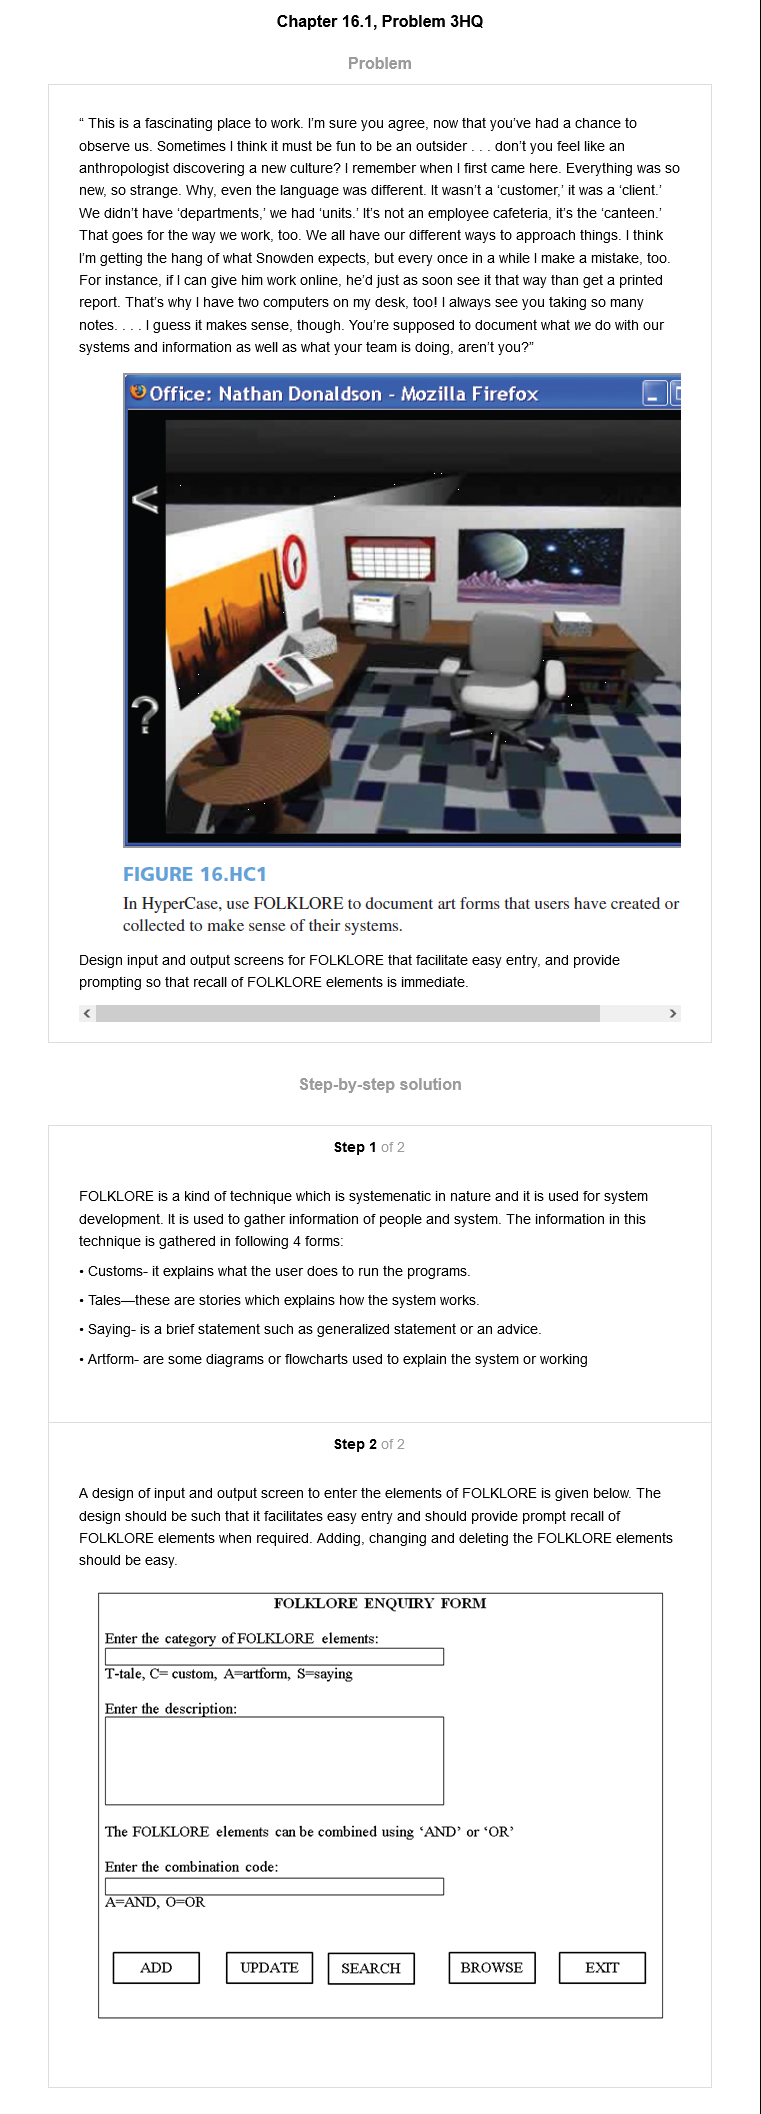 Chapter 16.1, Problem 3HQ
Problem
“ This is a fascinating place to work. I’m sure you agree, now that you’ve had a chance to
observe us. Sometimes I think it must be fun to be an outsider . . . don’t you feel like an
anthropologist discovering a new culture? I remember when I first came here. Everything was so
new, so strange. Why, even the language was different. It wasn’t a ‘customer,’ it was a ‘client.’
We didn’t have ‘departments,’ we had ‘units.’ It’s not an employee cafeteria, it’s the ‘canteen.’
That goes for the way we work, too. We all have our different ways to approach things. I think
I’m getting the hang of what Snowden expects, but every once in a while I make a mistake, too.
For instance, if I can give him work online, he’d just as soon see it that way than get a printed
report. That’s why I have two computers on my desk, too! I always see you taking so many
notes. . . . I guess it makes sense, though. You’re supposed to document what we do with our
systems and information as well as what your team is doing, aren’t you?”
Office: Nathan Donaldson - Mozilla Firefox
<
?
FIGURE 16.HC1
In HyperCase, use FOLKLORE to document art forms that users have created or
collected to make sense of their systems.
Design input and output screens for FOLKLORE that facilitate easy entry, and provide
prompting so that recall of FOLKLORE elements is immediate.
Step-by-step solution
Step 1 of 2
FOLKLORE is a kind of technique which is systemenatic in nature and it is used for system
development. It is used to gather information of people and system. The information in this
technique is gathered in following 4 forms:
• Customs- it explains what the user does to run the programs.
• Tales—these are stories which explains how the system works.
• Saying- is a brief statement such as generalized statement or an advice.
• Artform- are some diagrams or flowcharts used to explain the system or working
Step 2 of 2
A design of input and output screen to enter the elements of FOLKLORE is given below. The
design should be such that it facilitates easy entry and should provide prompt recall of
FOLKLORE elements when required. Adding, changing and deleting the FOLKLORE elements
should be easy.
FOLKLORE ENQUIRY FORM
Enter the category of FOLKLORE elements:
T-tale, C= custom, A=artform, S=saying
Enter the description:
The FOLKLORE elements can be combined using ‘AND’ or ‘OR’
Enter the combination code:
A=AND, O=OR
ADD UPDATE SEARCH BROWSE EXIT